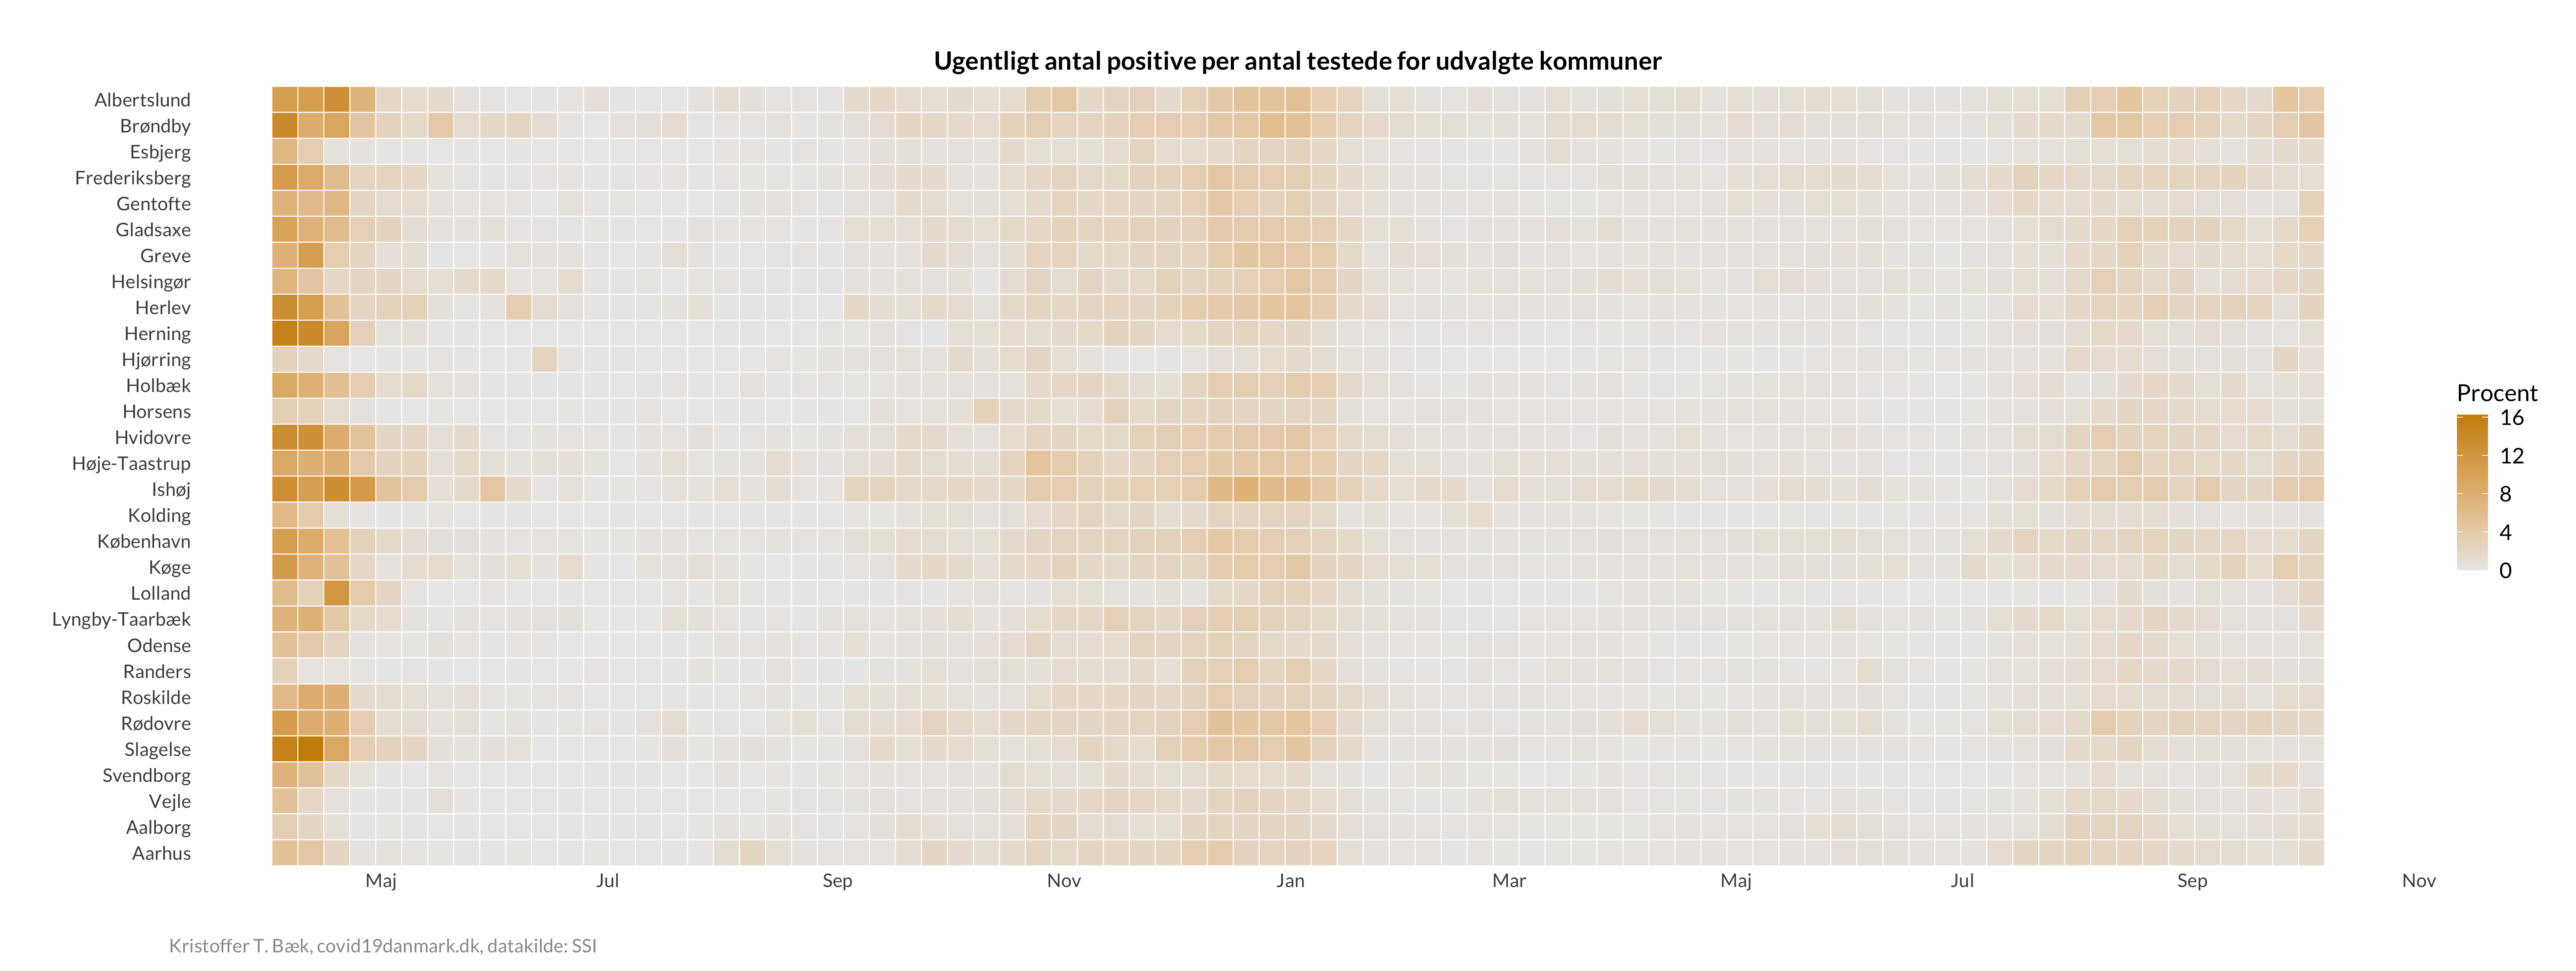 Ugentligt antal positive per antal testede for udvalgte kommuner
Albertslund
Brøndby
Esbjerg
Frederiksberg
Gentofte
Gladsaxe
Greve
Helsingør
Herlev
Herning
Hjørring
Holbæk
Horsens
Hvidovre
Høje-Taastrup
Ishøj
Kolding
København
Køge
Lolland
Lyngby-Taarbæk
Odense
Randers
Roskilde
Rødovre
Slagelse
Svendborg
Vejle
Aalborg
Aarhus
Maj Jul Sep Nov Jan Mar Maj Jul Sep Nov
Procent
16
12
8
4
0
Kristoffer T. Bæk, covid19danmark.dk, datakilde: SSI